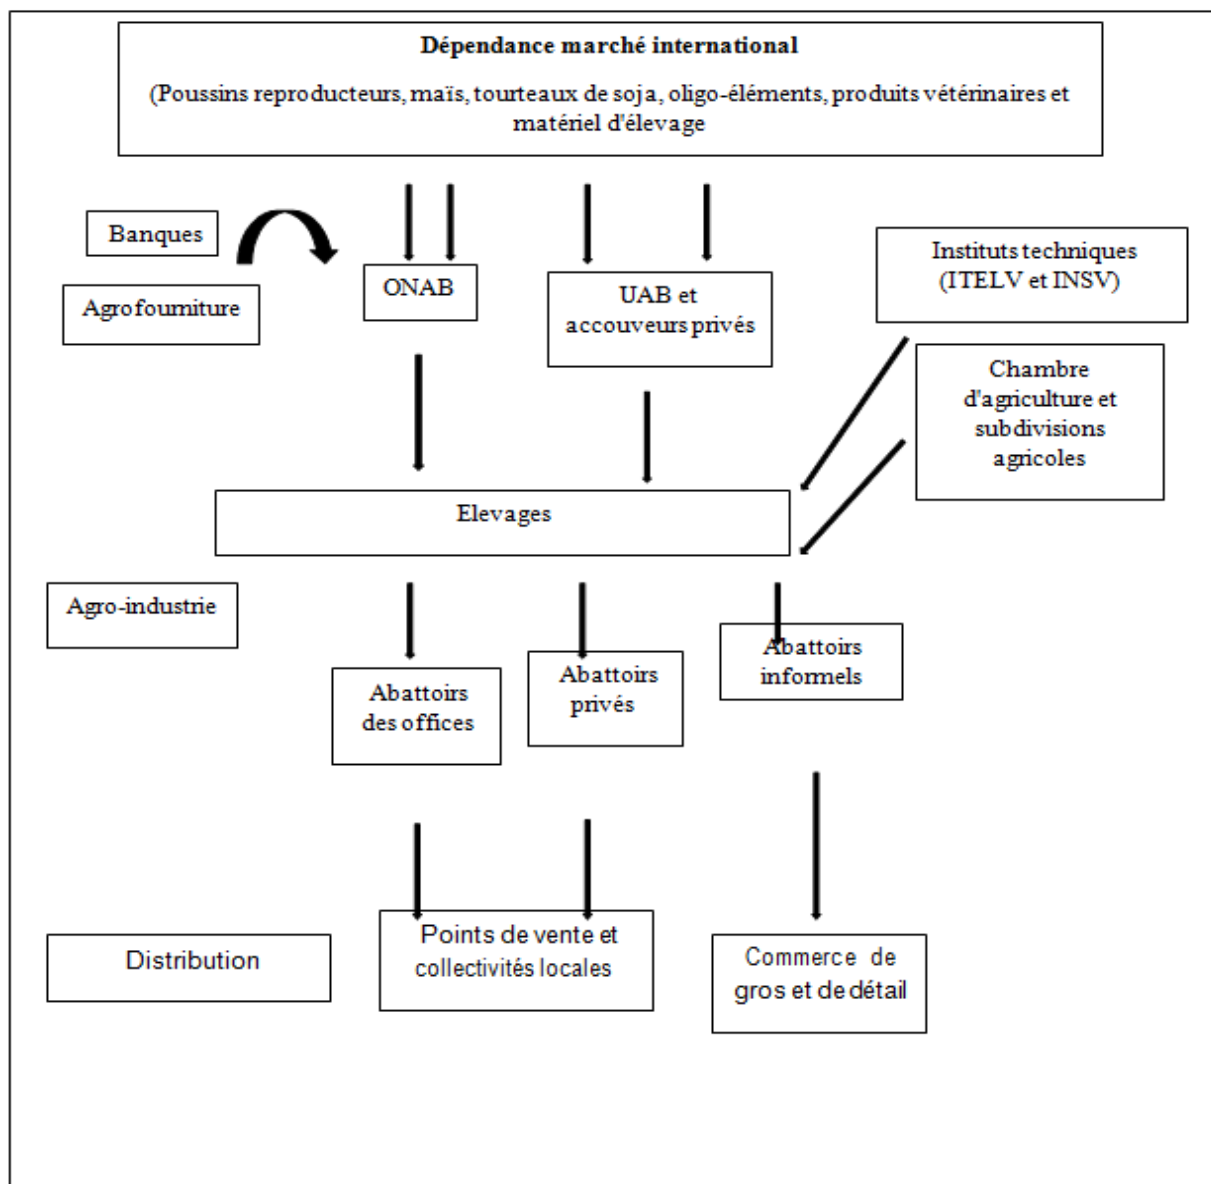 Dépendance marché international
(Poussins reproducteurs, maïs, tourteaux de soja, oligo-éléments, produits vétérinaires et
matériel d'élevage
Banques
Agrofourniture
ONAB
UAB et
accouveurs privés
Instituts techniques
(ITELV et INSV)
Chambre
d'agriculture et
subdivisions
agricoles
Elevages
Agro-industrie
Abattoirs
des offices
Abattoirs
privés
Abattoirs
informels
Distribution
Points de vente et
collectivités locales
Commerce de
gros et de détail